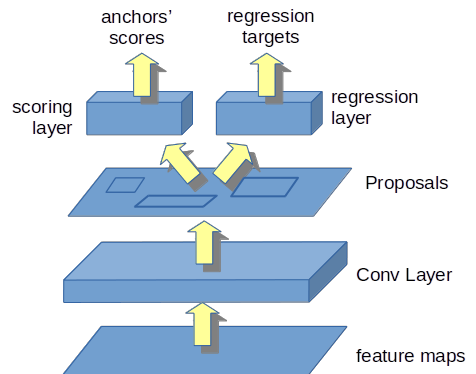 anchors’
scores
regression
targets
scoring
layer
regression
layer
Proposals
Conv Layer
feature maps